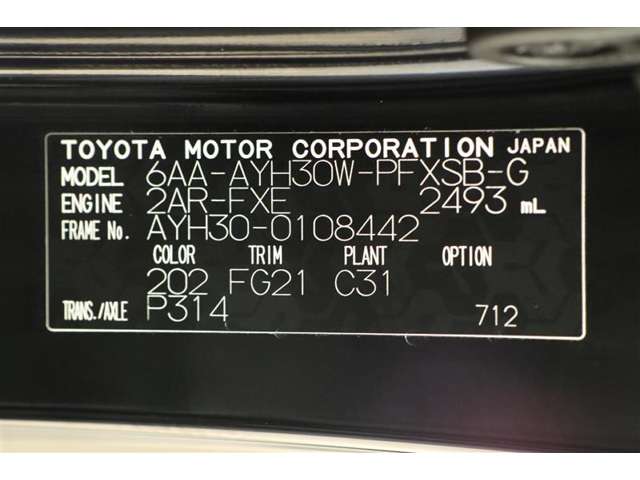 TOYOTA MOTOR CORPORATION JAPAN
MODEL 6AA-AYH30W-PFXSB-G
ENGINE 2AR-FXE 2493 mL
FRAME No. AYH30-0108442
COLOR TRIM PLANT OPTION
202 FG21 C31
TRANS./AXLE P314 712